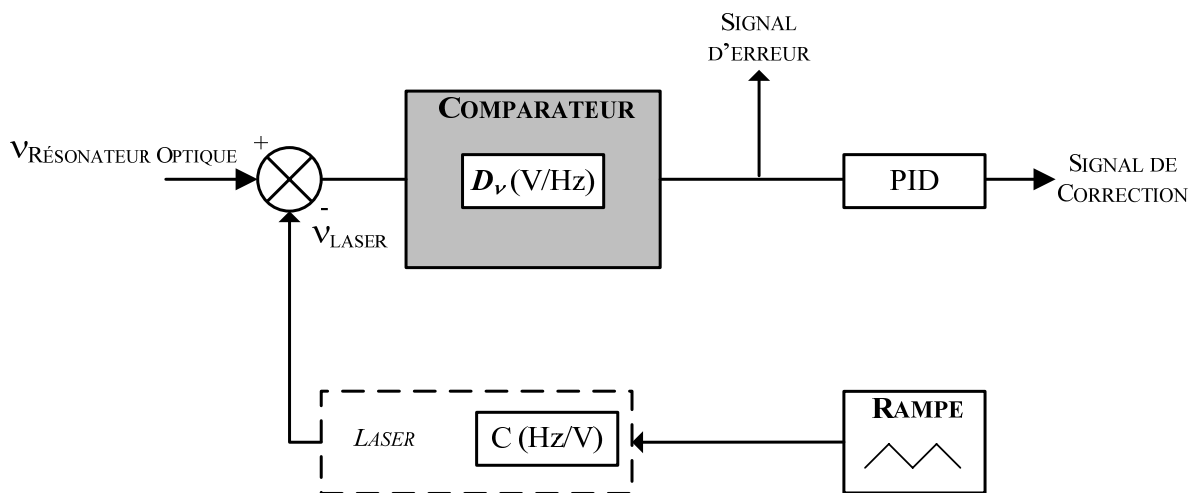 SIGNAL
D'ERREUR
COMPARATEUR
νRÉSONATEUR OPTIQUE
+
Dν (V/Hz)
PID
SIGNAL DE
CORRECTION
-
νLASER
LASER
C (Hz/V)
RAMPE